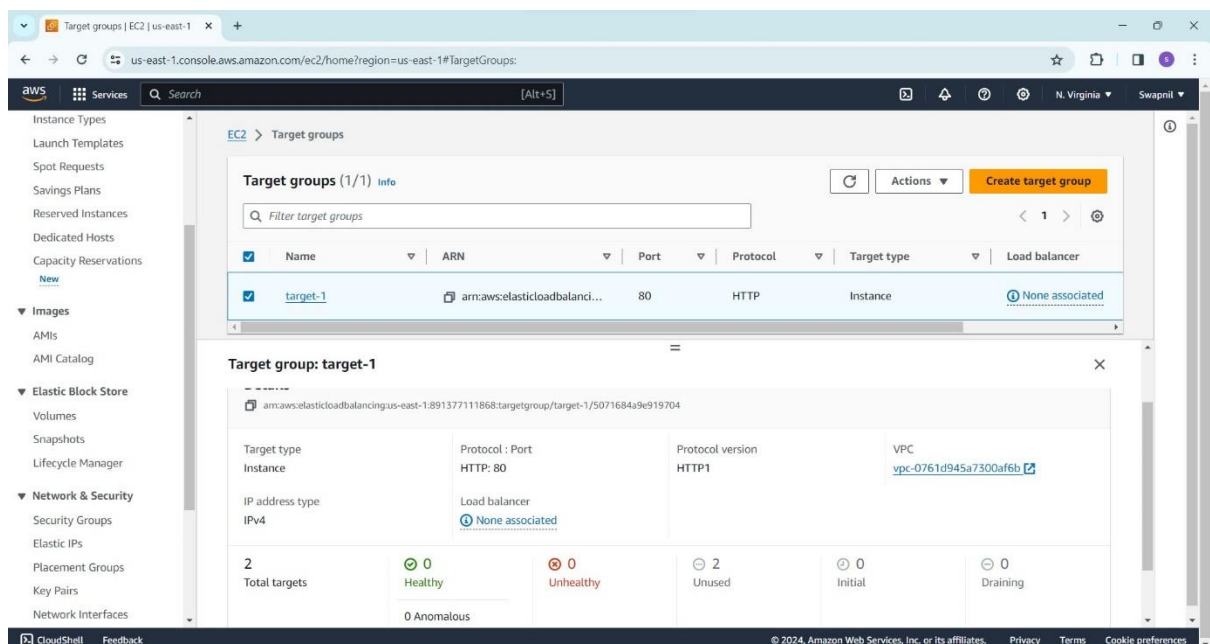 Target groups | EC2 | us-east-1
us-east-1.console.aws.amazon.com/ec2/home?region=us-east-1#TargetGroups:
S
aws
Services
Search
[Alt+S]
N. Virginia
Swapnil
Instance Types
Launch Templates
Spot Requests
Savings Plans
Reserved Instances
Dedicated Hosts
Capacity Reservations
New
Images
AMIs
AMI Catalog
Elastic Block Store
Volumes
Snapshots
Lifecycle Manager
Network & Security
Security Groups
Elastic IPs
Placement Groups
Key Pairs
Network Interfaces
EC2 > Target groups
Target groups (1/1) Info
Actions
Create target group
Filter target groups
1
Name ARN Port Protocol Target type Load balancer
target-1 arn:aws:elasticloadbalanci... 80 HTTP Instance None associated
Target group: target-1
arn:aws:elasticloadbalancing:us-east-1:891377111868:targetgroup/target-1/5071684a9e919704
Target type Protocol : Port Protocol version VPC
Instance HTTP: 80 HTTP1 vpc-0761d945a7300af6b
IP address type Load balancer
IPv4 None associated
2 0 0 2 0 0
Total targets Healthy Unhealthy Unused Initial Draining
0 Anomalous
CloudShell Feedback © 2024, Amazon Web Services, Inc. or its affiliates. Privacy Terms Cookie preferences